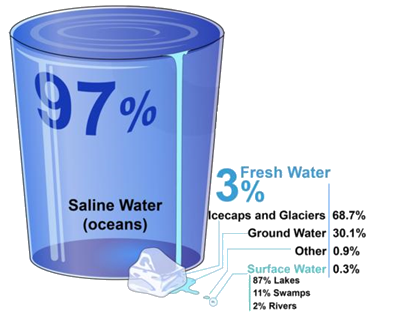 97%
Saline Water
(oceans)
3%
Fresh Water
Icecaps and Glaciers 68.7%
Ground Water 30.1%
Other 0.9%
Surface Water 0.3%
87% Lakes
11% Swamps
2% Rivers